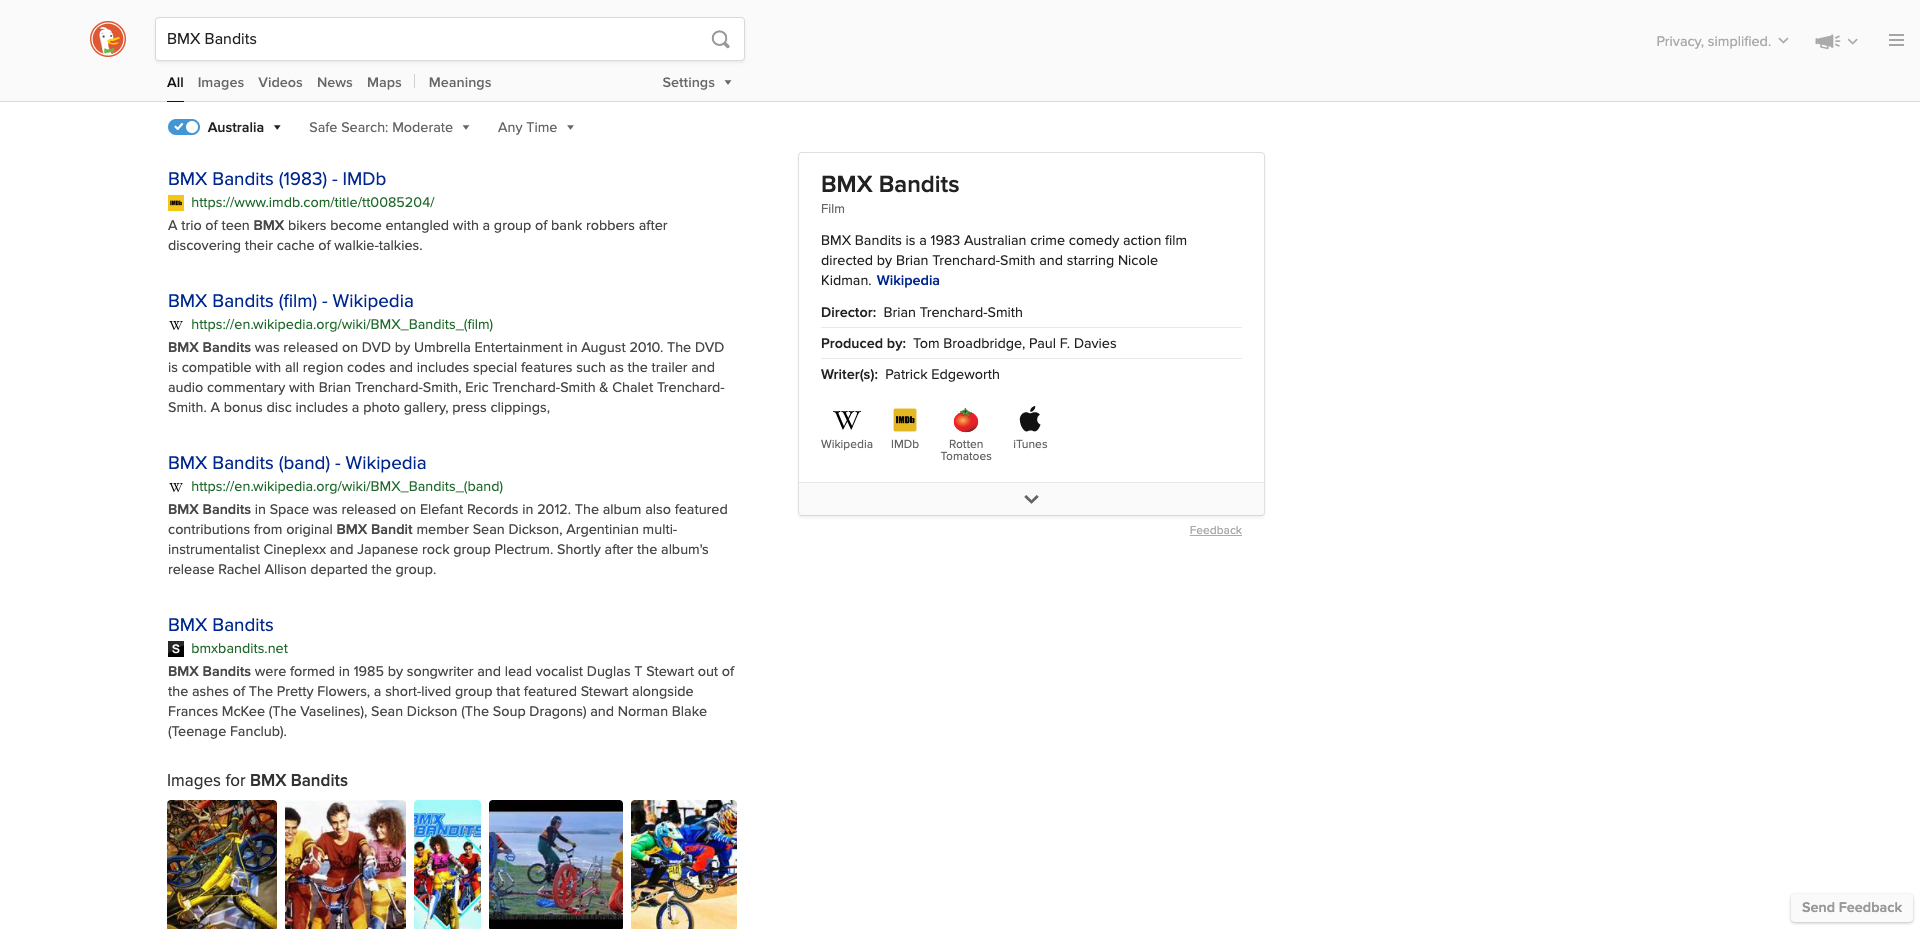 BMX Bandits
Privacy, simplified.
All Images Videos News Maps Meanings Settings
Australia Safe Search: Moderate Any Time
BMX Bandits (1983) - IMDb
IMDb https://www.imdb.com/title/tt0085204/
A trio of teen BMX bikers become entangled with a group of bank robbers after
discovering their cache of walkie-talkies.
BMX Bandits (film) - Wikipedia
W https://en.wikipedia.org/wiki/BMX_Bandits_(film)
BMX Bandits was released on DVD by Umbrella Entertainment in August 2010. The DVD
is compatible with all region codes and includes special features such as the trailer and
audio commentary with Brian Trenchard-Smith, Eric Trenchard-Smith & Chalet Trenchard-
Smith. A bonus disc includes a photo gallery, press clippings,
BMX Bandits (band) - Wikipedia
W https://en.wikipedia.org/wiki/BMX_Bandits_(band)
BMX Bandits in Space was released on Elefant Records in 2012. The album also featured
contributions from original BMX Bandit member Sean Dickson, Argentinian multi-
instrumentalist Cineplexx and Japanese rock group Plectrum. Shortly after the album's
release Rachel Allison departed the group.
BMX Bandits
S bmxbandits.net
BMX Bandits were formed in 1985 by songwriter and lead vocalist Duglas T Stewart out of
the ashes of The Pretty Flowers, a short-lived group that featured Stewart alongside
Frances McKee (The Vaselines), Sean Dickson (The Soup Dragons) and Norman Blake
(Teenage Fanclub).
Images for BMX Bandits
BMX
BANDITS
BMX Bandits
Film
BMX Bandits is a 1983 Australian crime comedy action film
directed by Brian Trenchard-Smith and starring Nicole
Kidman. Wikipedia
Director: Brian Trenchard-Smith
Produced by: Tom Broadbridge, Paul F. Davies
Writer(s): Patrick Edgeworth
W IMDb
Wikipedia IMDb Rotten Tomatoes iTunes
Feedback
Send Feedback